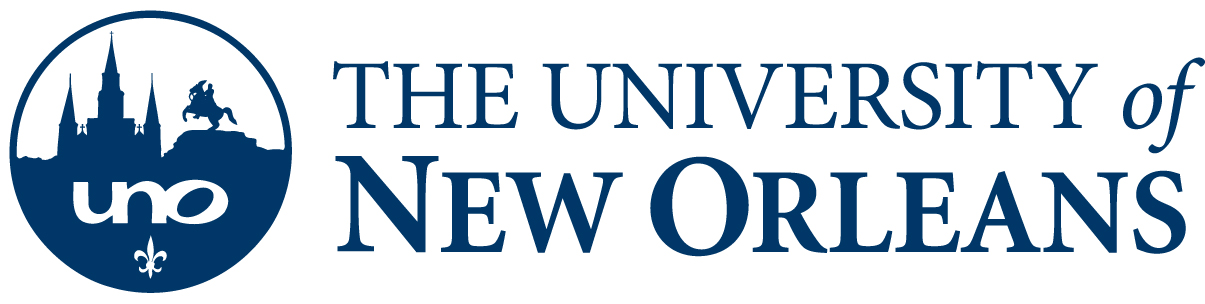 uno
THE UNIVERSITY of
NEW ORLEANS